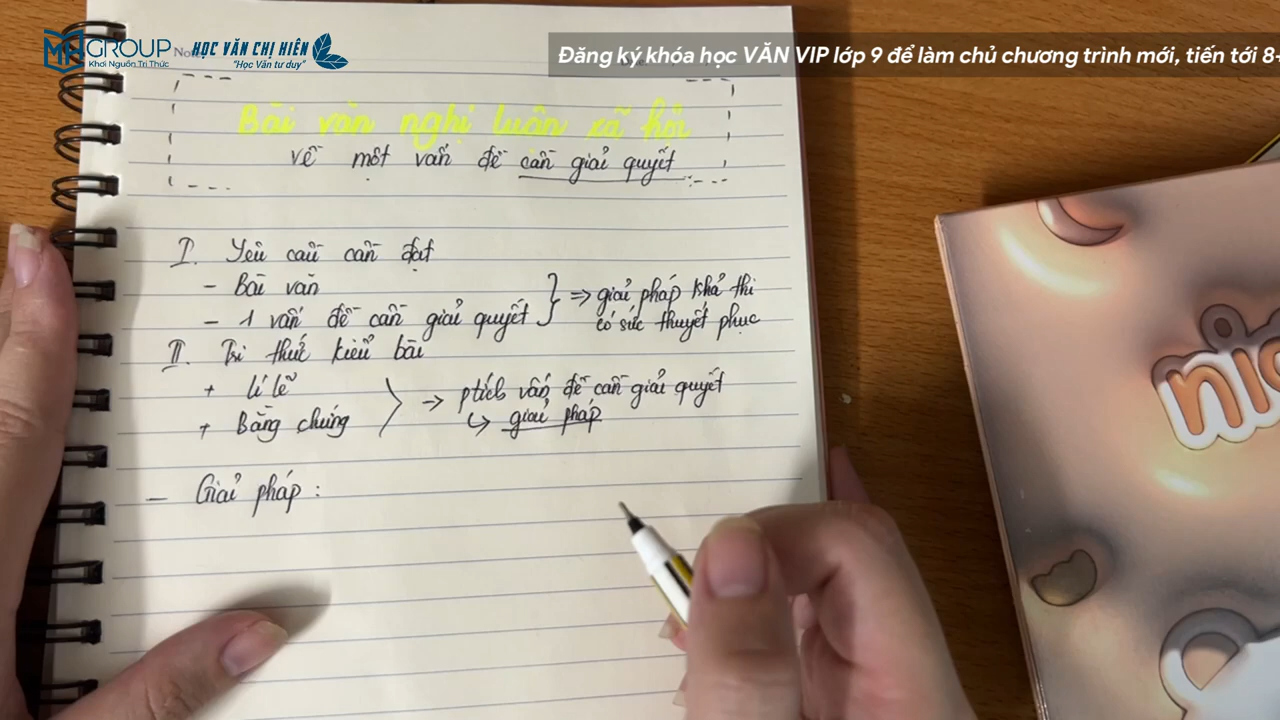 MH GROUP
Khơi Nguồn Tri Thức
HỌC VĂN CHỊ HIÊN
"Học Văn tư duy"
Đăng ký khóa học VĂN VIP lớp 9 để làm chủ chương trình mới, tiến tới 8+
Bài văn nghị luận xã hội
về một vấn đề cần giải quyết
I. Yêu cầu cần đạt
- Bài văn
- 1 vấn đề cần giải quyết } => giải pháp khả thi
có sức thuyết phục
II. Tri thức kiểu bài
+ lí lẽ
+ Bằng chứng
→ ptích vấn đề cần giải quyết
↳ giải pháp
- Giải pháp :